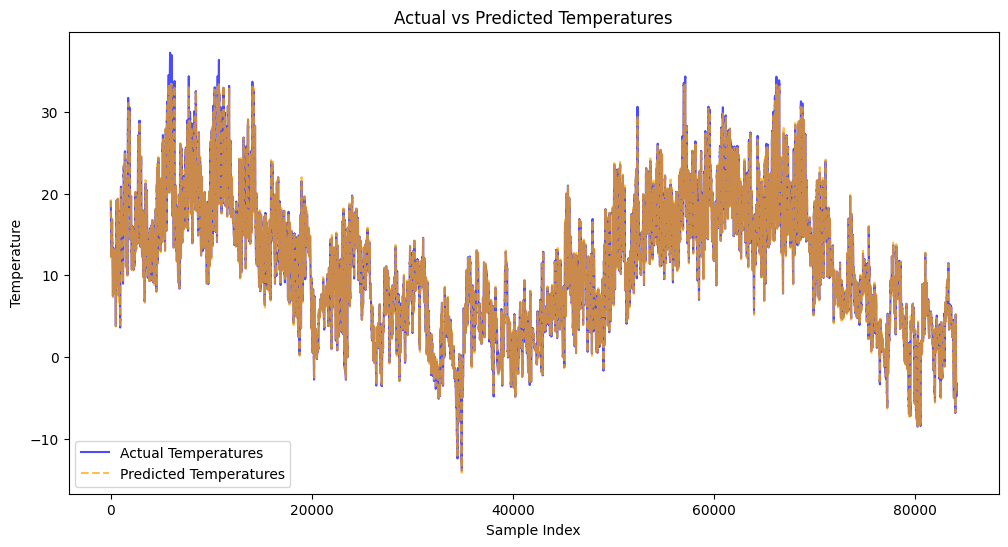 Actual vs Predicted Temperatures
Temperature
30
20
10
0
−10
Actual Temperatures
Predicted Temperatures
0 20000 40000 60000 80000
Sample Index